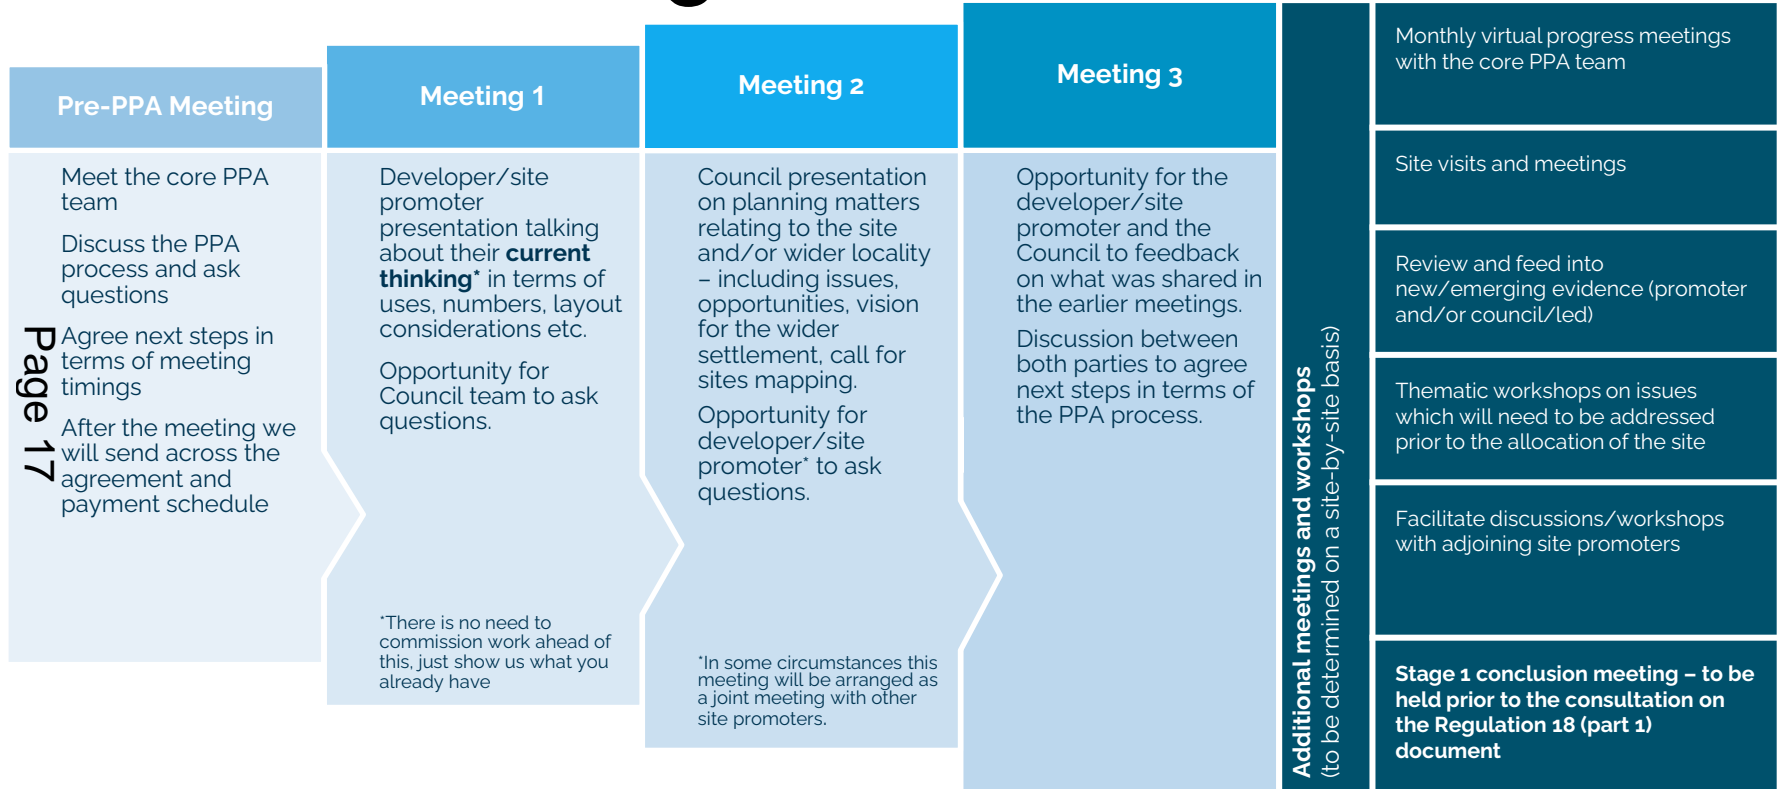 Pre-PPA Meeting
Meet the core PPA
team
Discuss the PPA
process and ask
questions
Agree next steps in
terms of meeting
timings
After the meeting we
will send across the
agreement and
payment schedule
Page 17
Meeting 1
Developer/site
promoter
presentation talking
about their current
thinking* in terms of
uses, numbers, layout
considerations etc.
Opportunity for
Council team to ask
questions.
*There is no need to
commission work ahead of
this, just show us what you
already have
Meeting 2
Council presentation
on planning matters
relating to the site
and/or wider locality
– including issues,
opportunities, vision
for the wider
settlement, call for
sites mapping.
Opportunity for
developer/site
promoter* to ask
questions.
*In some circumstances this
meeting will be arranged as
a joint meeting with other
site promoters.
Meeting 3
Opportunity for the
developer/site
promoter and the
Council to feedback
on what was shared in
the earlier meetings.
Discussion between
both parties to agree
next steps in terms of
the PPA process.
Additional meetings and workshops
(to be determined on a site-by-site basis)
Monthly virtual progress meetings
with the core PPA team
Site visits and meetings
Review and feed into
new/emerging evidence (promoter
and/or council/led)
Thematic workshops on issues
which will need to be addressed
prior to the allocation of the site
Facilitate discussions/workshops
with adjoining site promoters
Stage 1 conclusion meeting – to be
held prior to the consultation on
the Regulation 18 (part 1)
document